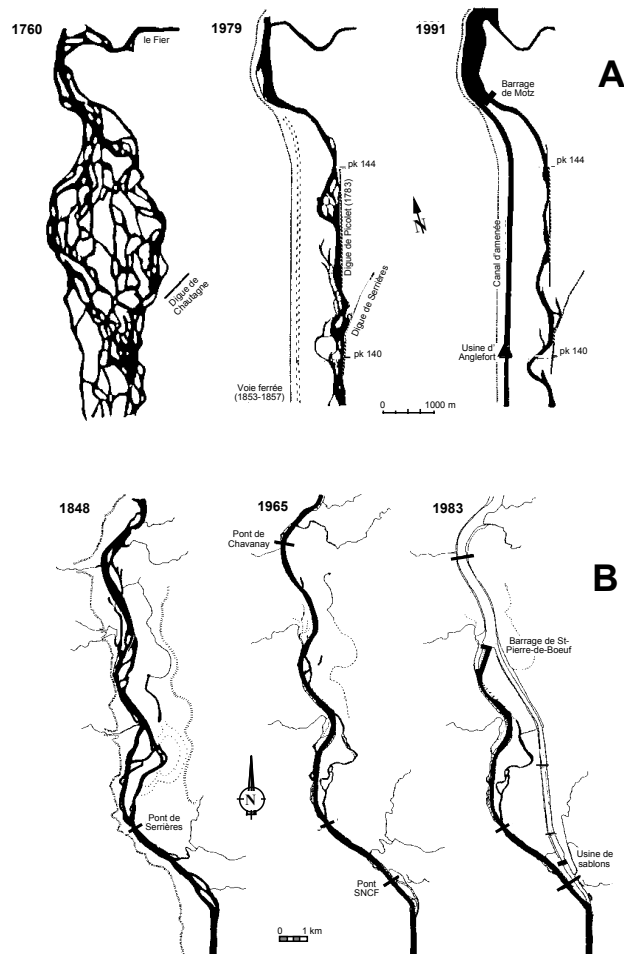 1760
le Fier
Digue de
Chautagne
1979
pk 144
Digue de Picolet (1783)
Digue de Serrières
pk 140
Voie ferrée
(1853-1857)
N
0 1000 m
1991
A
Barrage
de Motz
pk 144
Canal d'amenée
Usine d'
Anglefort
pk 140
1848
Pont de
Serrières
1965
Pont de
Chavanay
N
Pont
SNCF
0 1 km
1983
B
Barrage de St-
Pierre-de-Boeuf
Usine de
sablons